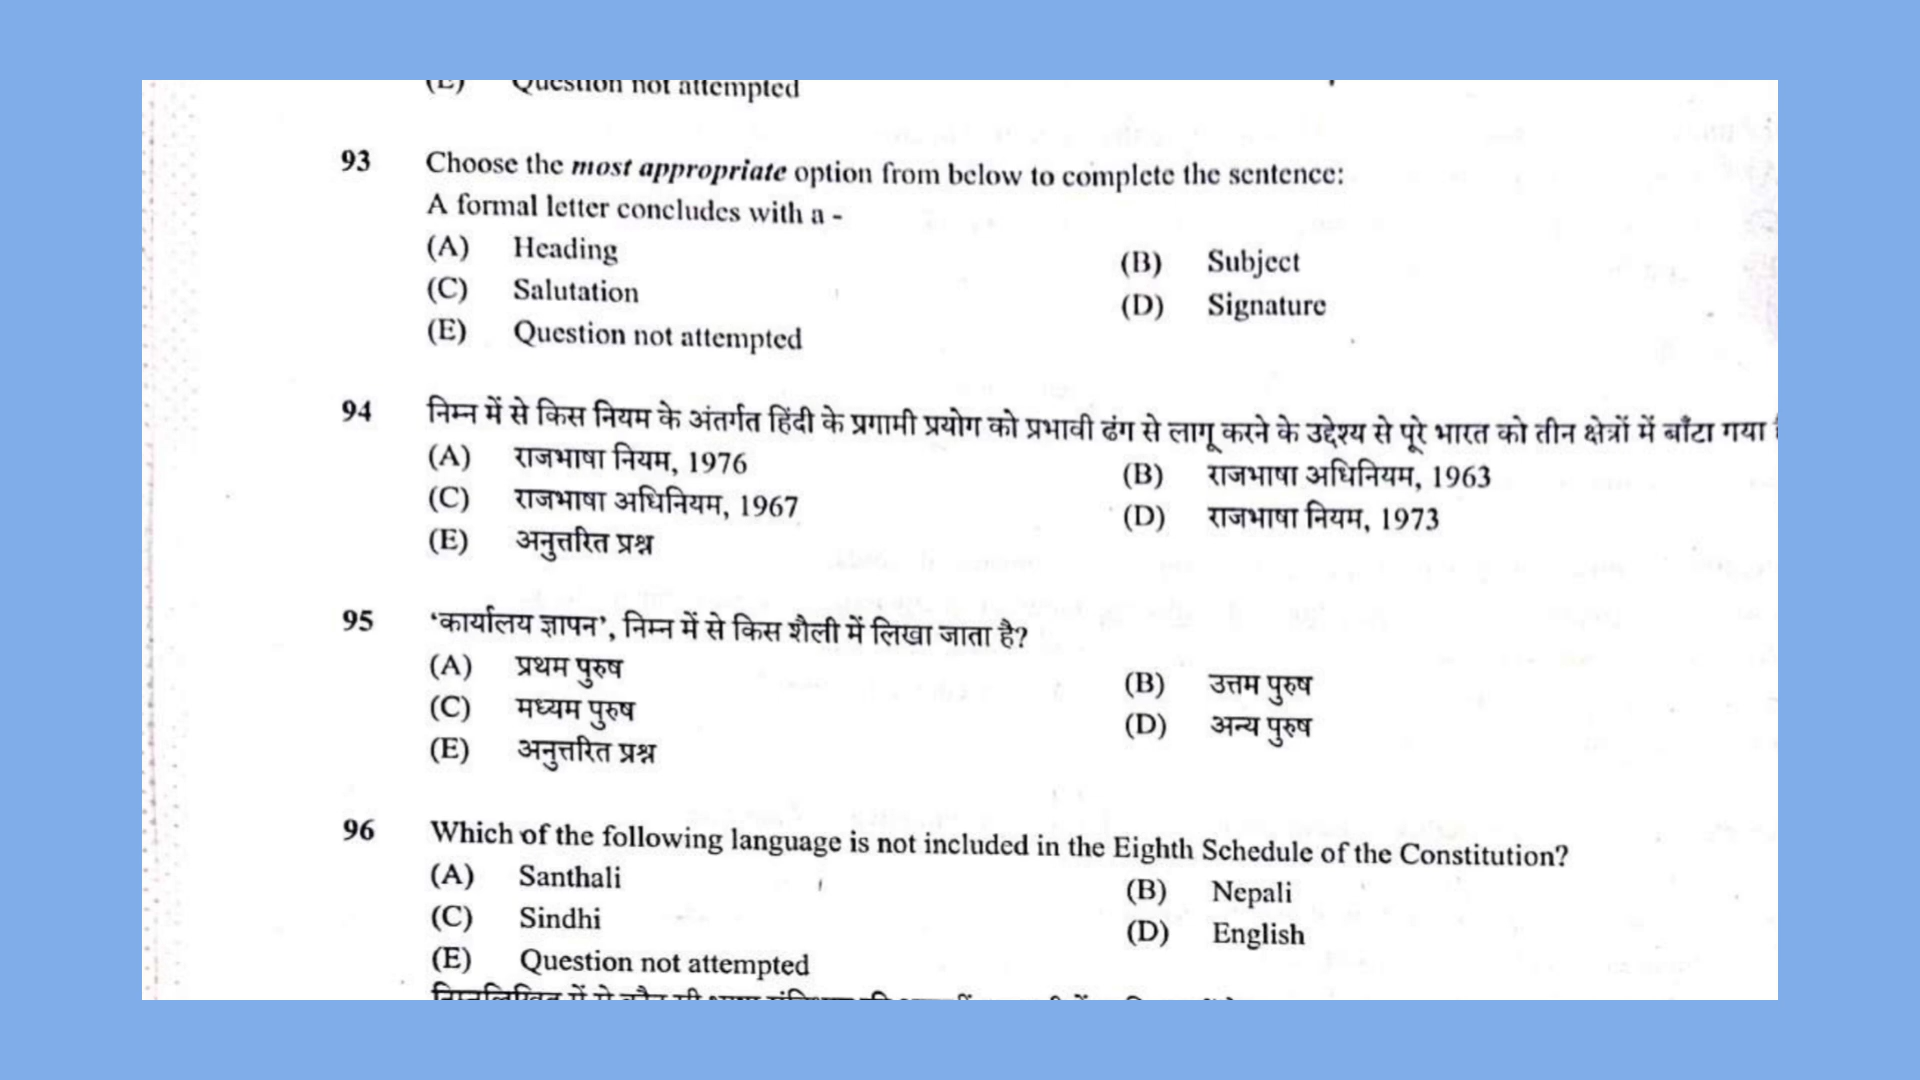 (E) Question not attempted
93 Choose the most appropriate option from below to complete the sentence:
A formal letter concludes with a -
(A) Heading (B) Subject
(C) Salutation (D) Signature
(E) Question not attempted
94 निम्न में से किस नियम के अंतर्गत हिंदी के प्रगामी प्रयोग को प्रभावी ढंग से लागू करने के उद्देश्य से पूरे भारत को तीन क्षेत्रों में बाँटा गया
(A) राजभाषा नियम, 1976 (B) राजभाषा अधिनियम, 1963
(C) राजभाषा अधिनियम, 1967 (D) राजभाषा नियम, 1973
(E) अनुत्तरित प्रश्न
95 ‘कार्यालय ज्ञापन’, निम्न में से किस शैली में लिखा जाता है?
(A) प्रथम पुरुष (B) उत्तम पुरुष
(C) मध्यम पुरुष (D) अन्य पुरुष
(E) अनुत्तरित प्रश्न
96 Which of the following language is not included in the Eighth Schedule of the Constitution?
(A) Santhali (B) Nepali
(C) Sindhi (D) English
(E) Question not attempted